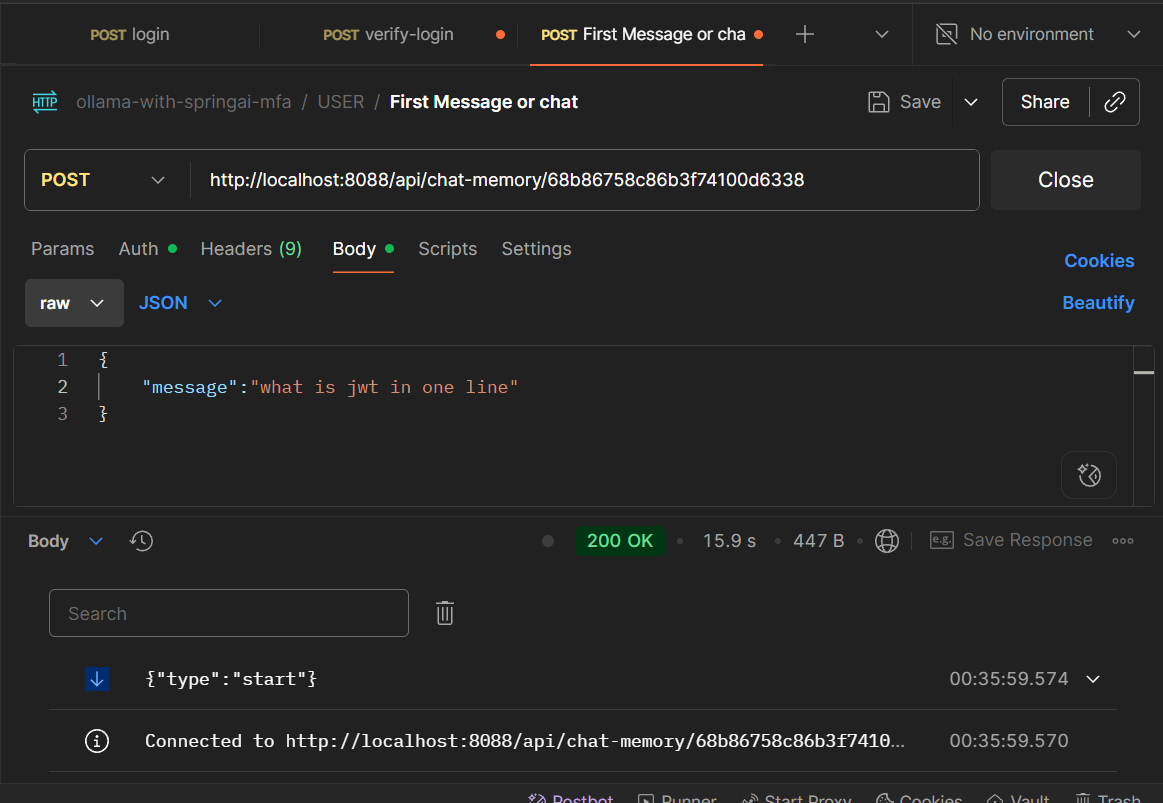 POST login POST verify-login POST First Message or cha No environment
HTTP ollama-with-springai-mfa / USER / First Message or chat Save Share
POST http://localhost:8088/api/chat-memory/68b86758c86b3f74100d6338 Close
Params Auth Headers (9) Body Scripts Settings Cookies
raw JSON Beautify
1 {
2 "message":"what is jwt in one line"
3 }
Body 200 OK 15.9 s 447 B e.g. Save Response
Search
{"type":"start"} 00:35:59.574
Connected to http://localhost:8088/api/chat-memory/68b86758c86b3f7410... 00:35:59.570
Postbot Runner Start Proxy Cookies Vault Trash